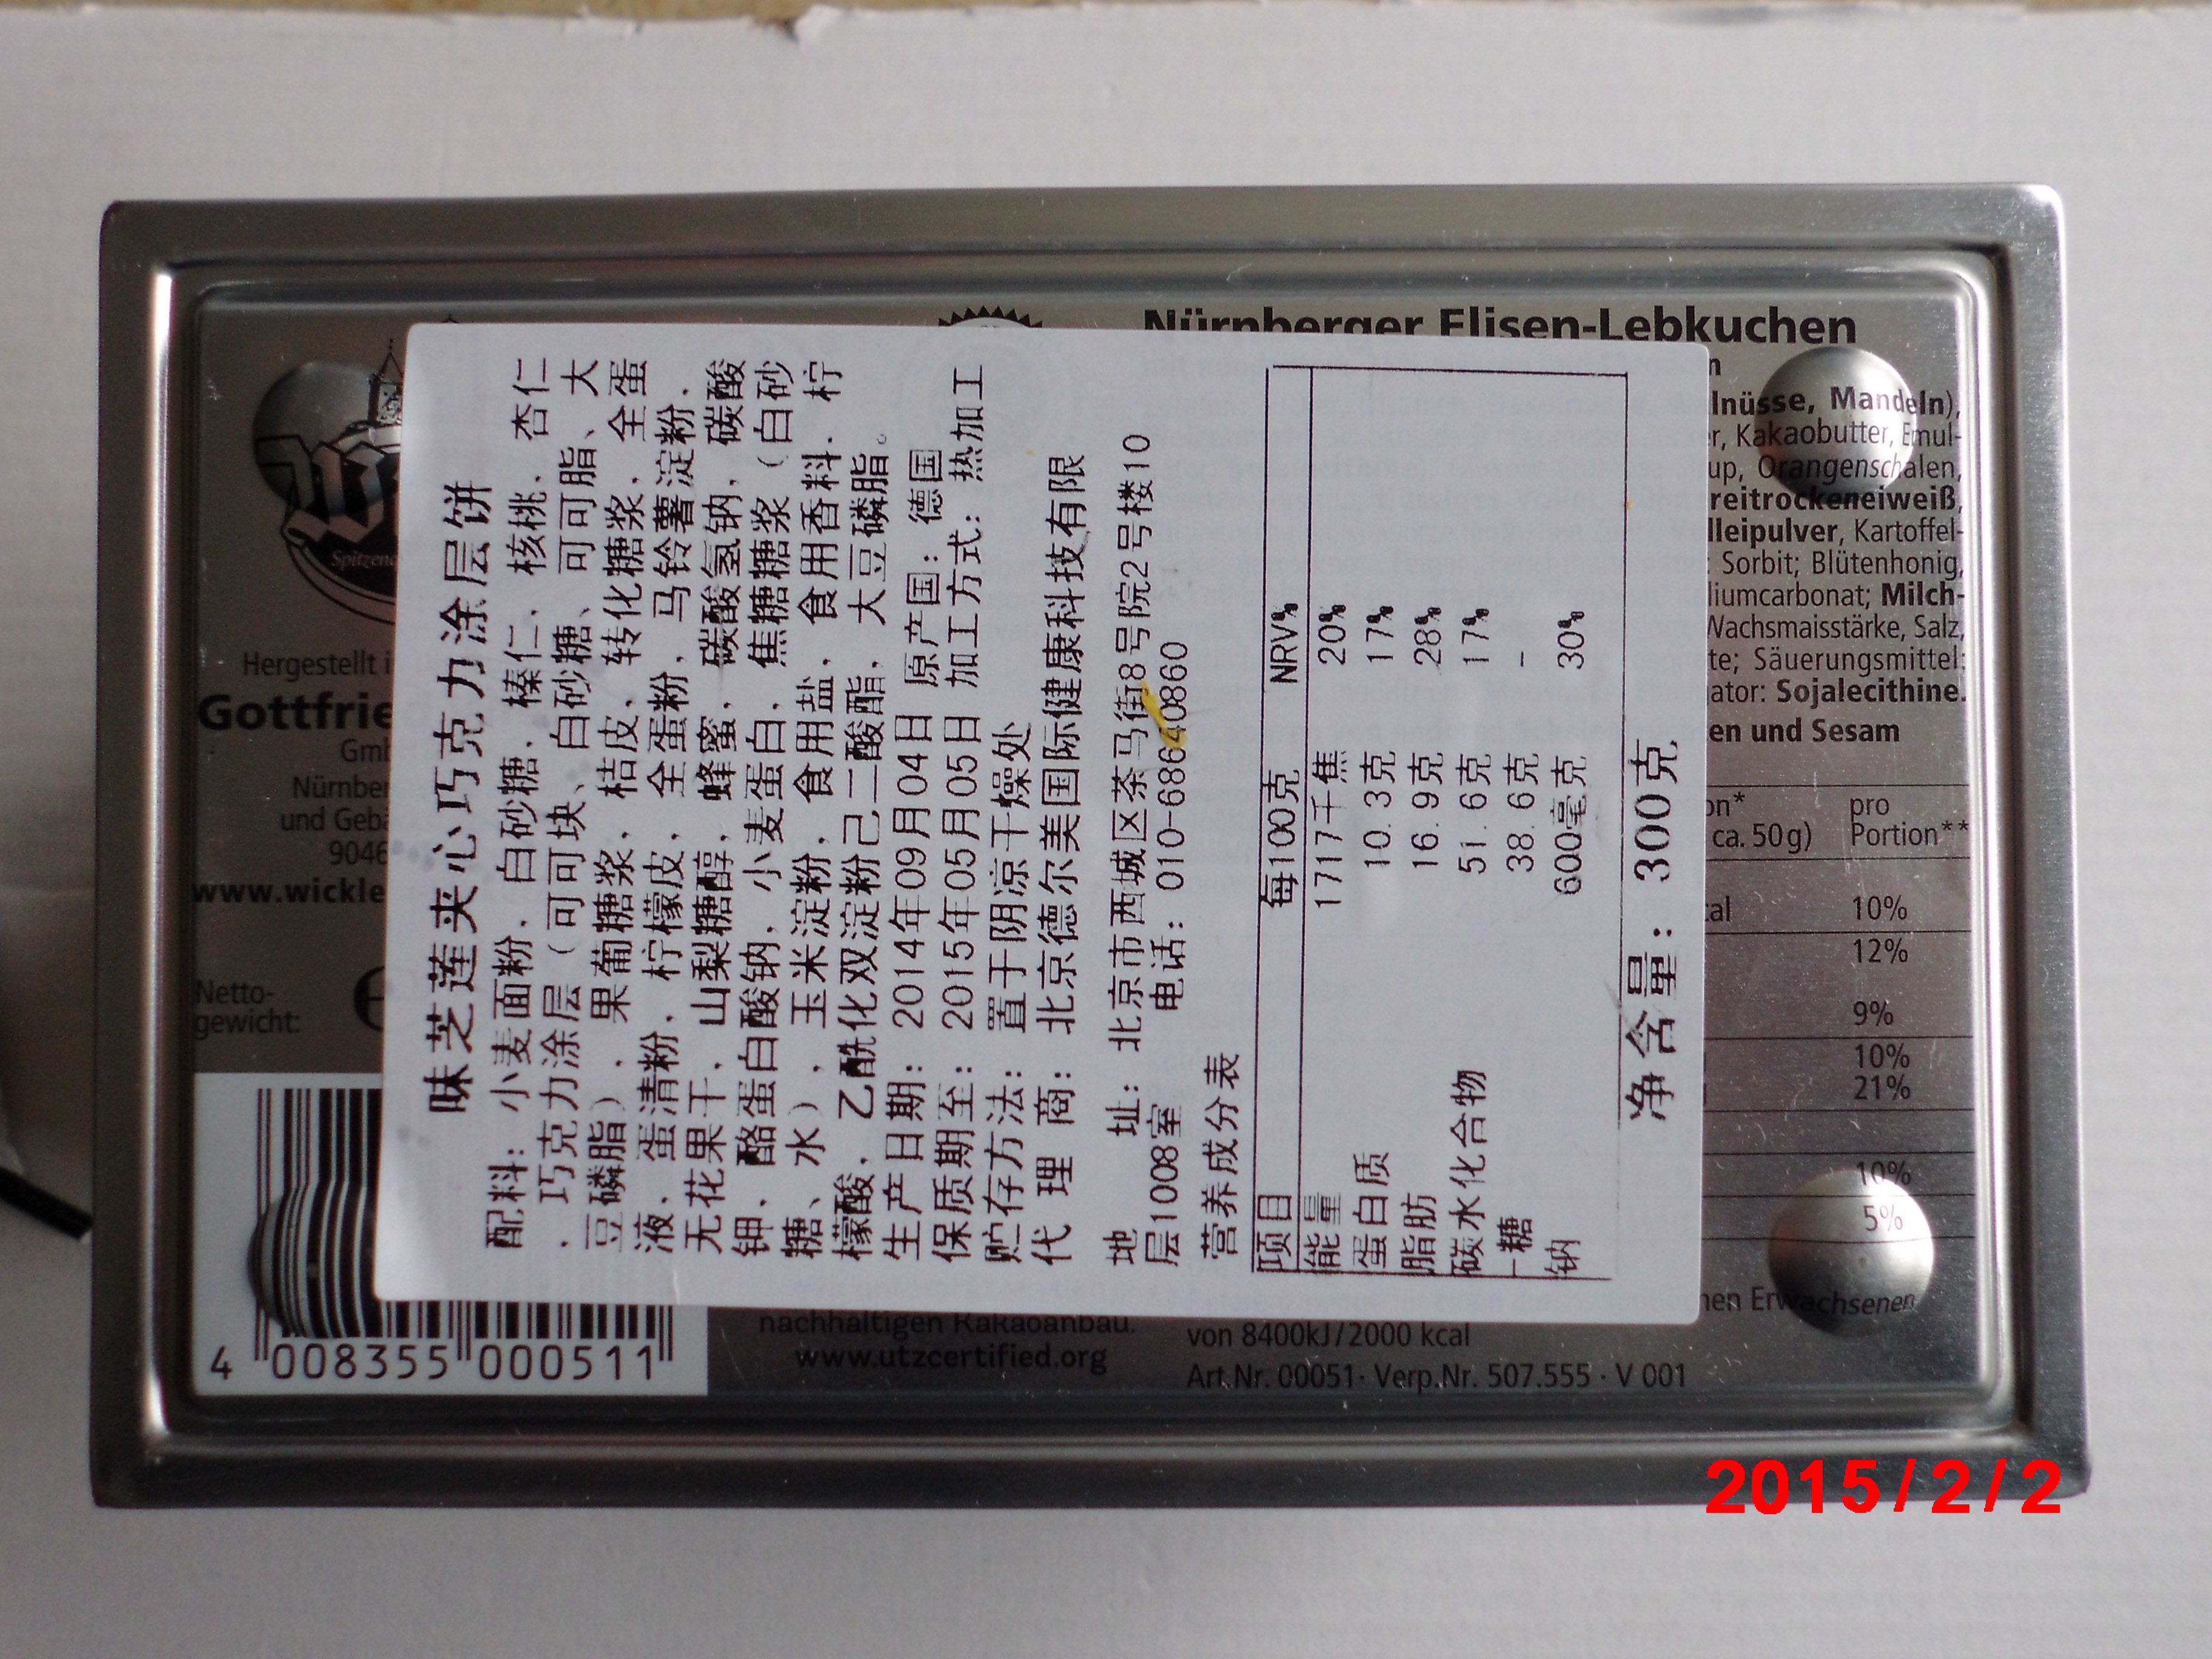 味芝莲夹心巧克力涂层饼
配料：小麦面粉、白砂糖、榛仁、核桃、杏仁
、巧克力涂层（可可块、白砂糖、可可脂、大
豆磷脂）、果葡糖浆、桔皮、转化糖浆、全蛋
液、蛋清粉、柠檬皮、全蛋粉、马铃薯淀粉、
无花果干、山梨糖醇，蜂蜜，碳酸氢钠，碳酸
钾、酪蛋白酸钠，小麦蛋白，焦糖糖浆（白砂
糖、水），玉米淀粉，食用盐，食用香料、柠
檬酸，乙酰化双淀粉己二酸酯，大豆磷脂。
生产日期：2014年09月04日 原产国：德国
保质期至：2015年05月05日 加工方式：热加工
贮存方法：置于阴凉干燥处
代 理 商：北京德尔美国际健康科技有限
地 址：北京市西城区茶马街8号院2号楼10
层1008室 电话：010-68640860
营养成分表
项目 每100克 NRV%
能量 1717千焦 20%
蛋白质 10.3克 17%
脂肪 16.9克 28%
碳水化合物 51.6克 17%
-糖 38.6克 -
钠 600毫克 30%
净含量：300克
Nürnberger Elisen-Lebkuchen
lnüsse, Mandeln),
r, Kakaobutter, Emul-
up, Orangenschalen,
reitrockeneiweiß,
lleipulver, Kartoffel-
: Sorbit; Blütenhonig,
liumcarbonat; Milch-
Wachsmaisstärke, Salz,
te; Säuerungsmittel:
ator: Sojalecithine.
en und Sesam
on* pro
ca. 50g) Portion**
cal 10%
12%
9%
10%
21%
10%
5%
nen Erwachsenen
von 8400kJ/2000 kcal
Art.Nr. 00051 · Verp.Nr. 507.555 · V 001
Spitzen
Hergestellt i
Gottfrie
Gmb
Nürnber
und Geb
9046
www.wickle
Netto-
gewicht:
nachhaltigen Kakaoanbau.
www.utzcertified.org
4 008355 000511
2015/2/2